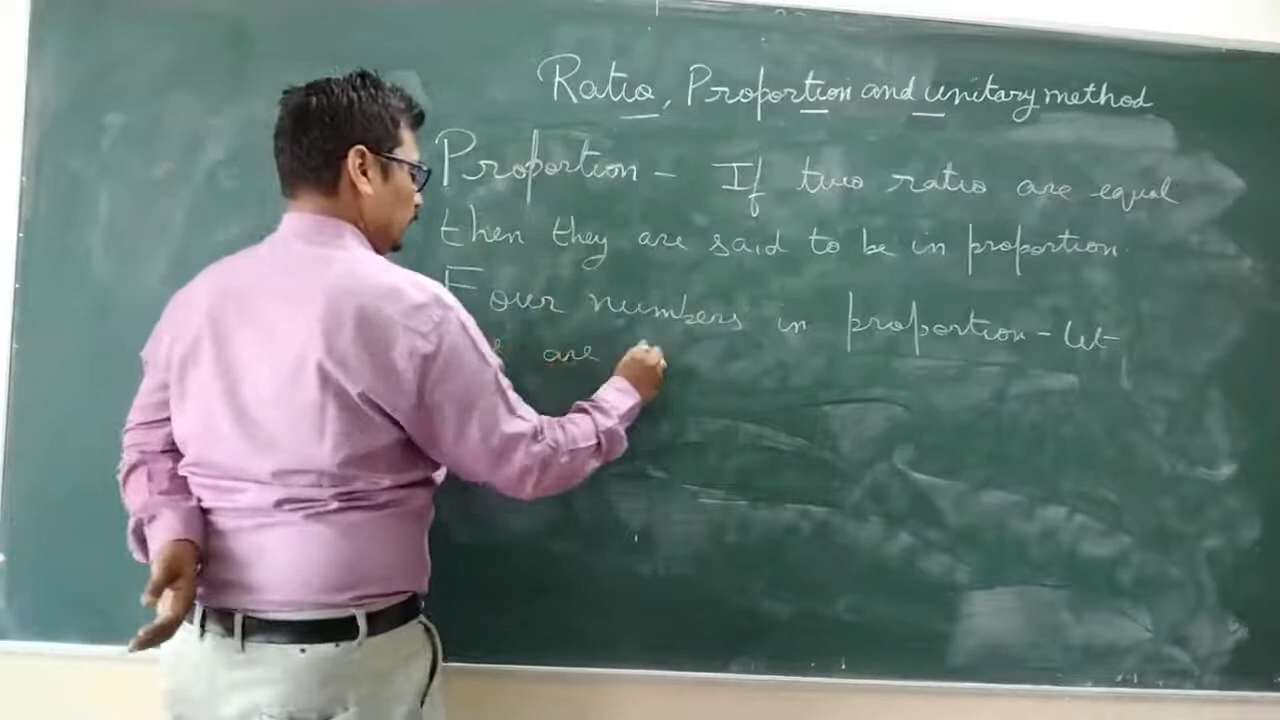 Ratio, Proportion and unitary method
Proportion - If two ratio are equal
then they are said to be in proportion.
Four numbers in proportion - let
are